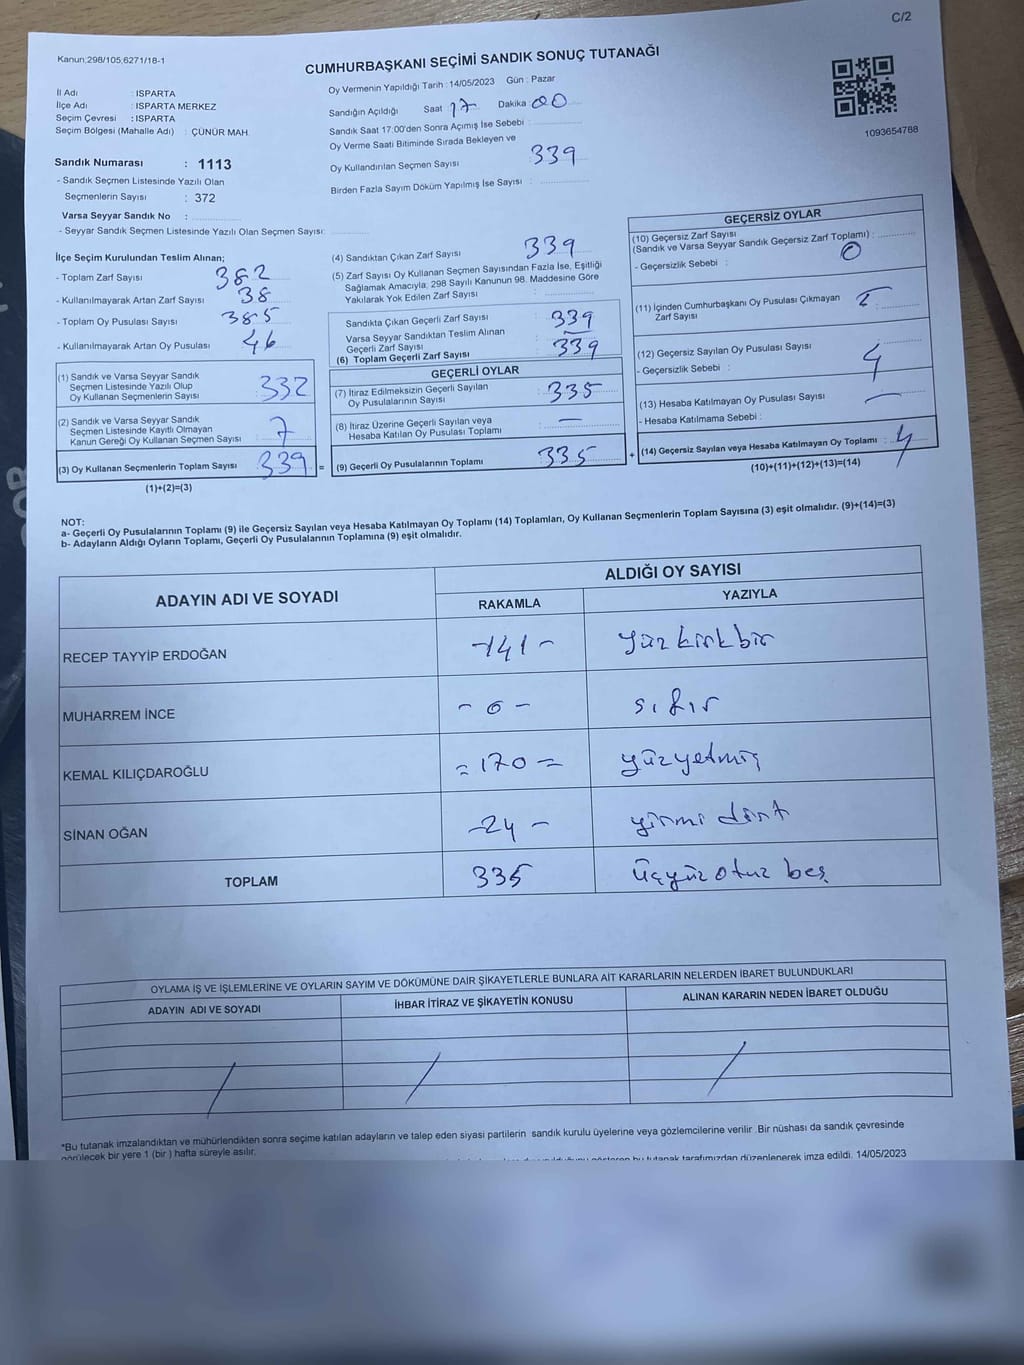 C/2
Kanun;298/105;6271/18-1
CUMHURBAŞKANI SEÇİMİ SANDIK SONUÇ TUTANAĞI
İl Adı : ISPARTA
İlçe Adı : ISPARTA MERKEZ
Seçim Çevresi : ISPARTA
Seçim Bölgesi (Mahalle Adı) : ÇÜNÜR MAH.
Sandık Numarası : 1113
- Sandık Seçmen Listesinde Yazılı Olan
Seçmenlerin Sayısı : 372
Varsa Seyyar Sandık No :
- Seyyar Sandık Seçmen Listesinde Yazılı Olan Seçmen Sayısı:
Oy Vermenin Yapıldığı Tarih : 14/05/2023 Gün : Pazar
Sandığın Açıldığı Saat 17 Dakika : 00
Sandık Saat 17:00'den Sonra Açımış İse Sebebi :
Oy Verme Saati Bitiminde Sırada Bekleyen ve
Oy Kullandırılan Seçmen Sayısı : 339
Birden Fazla Sayım Döküm Yapılmış İse Sayısı :
1093654788
İlçe Seçim Kurulundan Teslim Alınan;
- Toplam Zarf Sayısı : 382
- Kullanılmayarak Artan Zarf Sayısı : 38
- Toplam Oy Pusulası Sayısı : 385
- Kullanılmayarak Artan Oy Pusulası : 46
(1) Sandık ve Varsa Seyyar Sandık
Seçmen Listesinde Yazılı Olup
Oy Kullanan Seçmenlerin Sayısı : 332
(2) Sandık ve Varsa Seyyar Sandık
Seçmen Listesinde Kayıtlı Olmayan
Kanun Gereği Oy Kullanan Seçmen Sayısı : 7
(3) Oy Kullanan Seçmenlerin Toplam Sayısı : 339 =
(1)+(2)=(3)
(4) Sandıktan Çıkan Zarf Sayısı : 339
(5) Zarf Sayısı Oy Kullanan Seçmen Sayısından Fazla İse, Eşitliği
Sağlamak Amacıyla; 298 Sayılı Kanunun 98. Maddesine Göre
Yakılarak Yok Edilen Zarf Sayısı :
Sandıkta Çıkan Geçerli Zarf Sayısı : 339
Varsa Seyyar Sandıktan Teslim Alınan
Geçerli Zarf Sayısı : —
(6) Toplam Geçerli Zarf Sayısı : 339
GEÇERLİ OYLAR
(7) İtiraz Edilmeksizin Geçerli Sayılan
Oy Pusulalarının Sayısı : 335
(8) İtiraz Üzerine Geçerli Sayılan veya
Hesaba Katılan Oy Pusulası Toplamı : —
(9) Geçerli Oy Pusulalarının Toplamı : 335 +
GEÇERSİZ OYLAR
(10) Geçersiz Zarf Sayısı
(Sandık ve Varsa Seyyar Sandık Geçersiz Zarf Toplamı) : 0
- Geçersizlik Sebebi :
(11) İçinden Cumhurbaşkanı Oy Pusulası Çıkmayan
Zarf Sayısı :
(12) Geçersiz Sayılan Oy Pusulası Sayısı : 4
- Geçersizlik Sebebi :
(13) Hesaba Katılmayan Oy Pusulası Sayısı : —
- Hesaba Katılmama Sebebi :
(14) Geçersiz Sayılan veya Hesaba Katılmayan Oy Toplamı : 4
(10)+(11)+(12)+(13)=(14)
NOT:
a- Geçerli Oy Pusulalarının Toplamı (9) ile Geçersiz Sayılan veya Hesaba Katılmayan Oy Toplamı (14) Toplamları, Oy Kullanan Seçmenlerin Toplam Sayısına (3) eşit olmalıdır. (9)+(14)=(3)
b- Adayların Aldığı Oyların Toplamı, Geçerli Oy Pusulalarının Toplamına (9) eşit olmalıdır.
ADAYIN ADI VE SOYADI
ALDIĞI OY SAYISI
RAKAMLA YAZIYLA
RECEP TAYYİP ERDOĞAN -141- yüz kırk bir
MUHARREM İNCE - 0 - sıfır
KEMAL KILIÇDAROĞLU = 170 = yüzyetmiş
SİNAN OĞAN -24- yirmi dört
TOPLAM 335 üçyüz otuz beş
OYLAMA İŞ VE İŞLEMLERİNE VE OYLARIN SAYIM VE DÖKÜMÜNE DAİR ŞİKAYETLERLE BUNLARA AİT KARARLARIN NELERDEN İBARET BULUNDUKLARI
ADAYIN ADI VE SOYADI İHBAR İTİRAZ VE ŞİKAYETİN KONUSU ALINAN KARARIN NEDEN İBARET OLDUĞU
*Bu tutanak imzalandıktan ve mühürlendikten sonra seçime katılan adayların ve talep eden siyasi partilerin sandık kurulu üyelerine veya gözlemcilerine verilir .Bir nüshası da sandık çevresinde
görülecek bir yere 1 (bir ) hafta süreyle asılır.
bu tutanak tarafımızdan düzenlenerek imza edildi. 14/05/2023